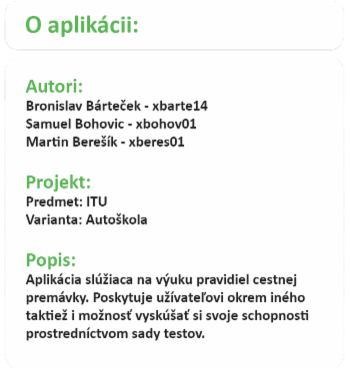 O aplikácii:
Autori:
Bronislav Bárteček - xbarte14
Samuel Bohovic - xbohov01
Martin Berešík - xberes01
Projekt:
Predmet: ITU
Varianta: Autoškola
Popis:
Aplikácia slúžiaca na výuku pravidiel cestnej
premávky. Poskytuje užívateľovi okrem iného
taktiež i možnosť vyskúšať si svoje schopnosti
prostredníctvom sady testov.